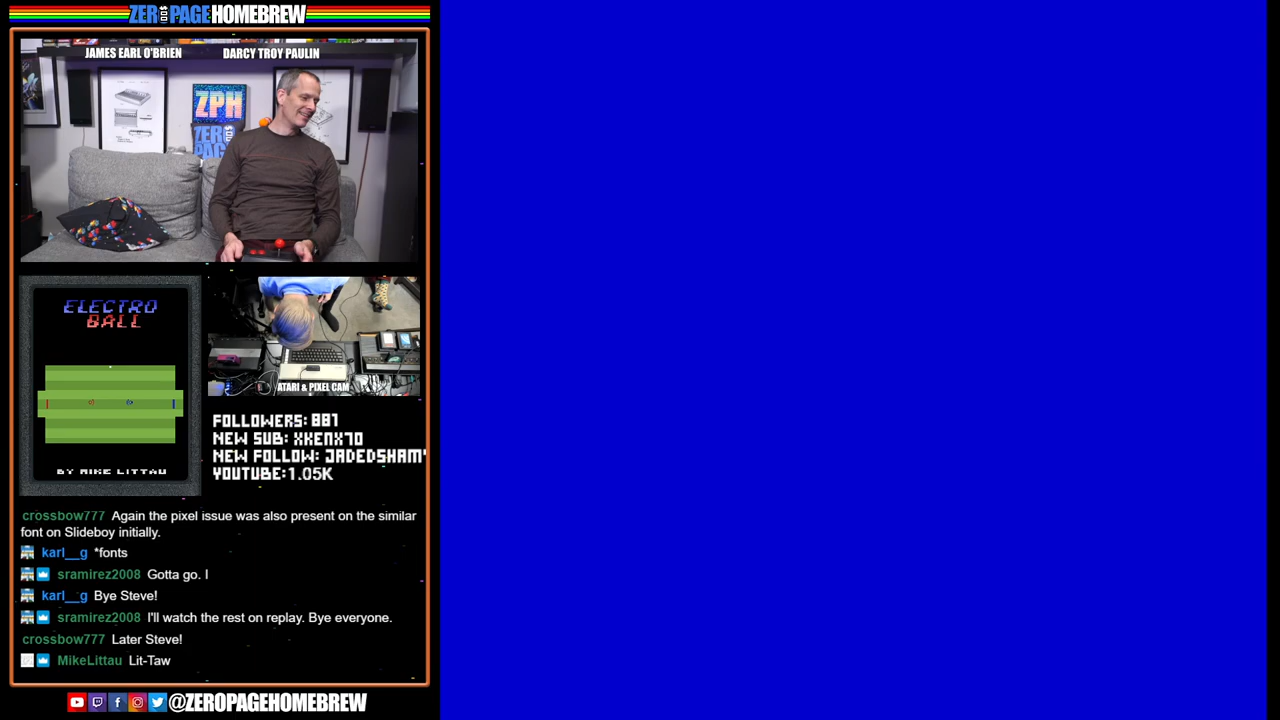 ZEROPAGEHOMEBREW
JAMES EARL O'BRIEN
DARCY TROY PAULIN
ZPH
ZERO
PAGE
ELECTRO
BALL
BY MIKE LITTAU
ATARI & PIXEL CAM
FOLLOWERS: 881
NEW SUB: XKENX70
NEW FOLLOW: JADEDSHAM
YOUTUBE:1.05K
crossbow777 Again the pixel issue was also present on the similar
font on Slideboy initially.
karl__g *fonts
sramirez2008 Gotta go. I
karl__g Bye Steve!
sramirez2008 I'll watch the rest on replay. Bye everyone.
crossbow777 Later Steve!
MikeLittau Lit-Taw
@ZEROPAGEHOMEBREW